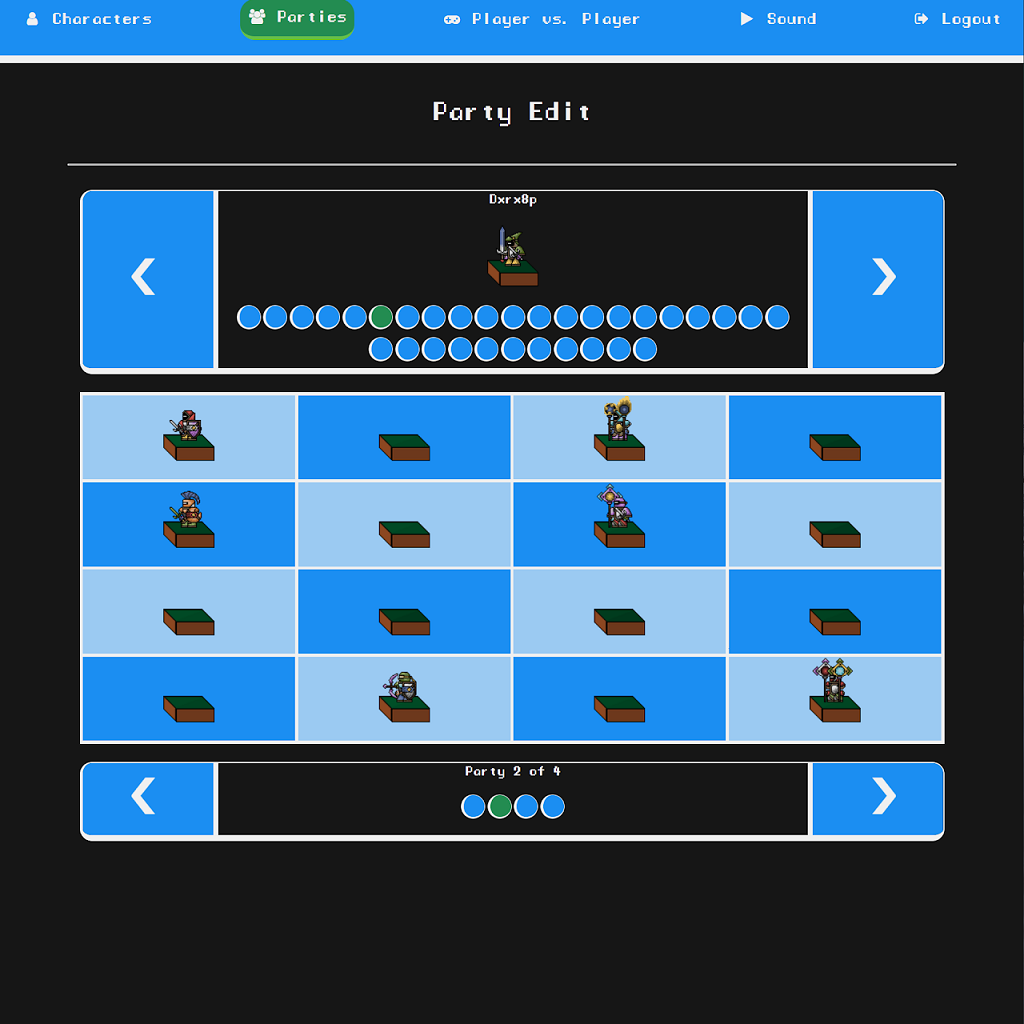 Characters
Parties
Player vs. Player
Sound
Logout
Party Edit
Dxrx8p
Party 2 of 4